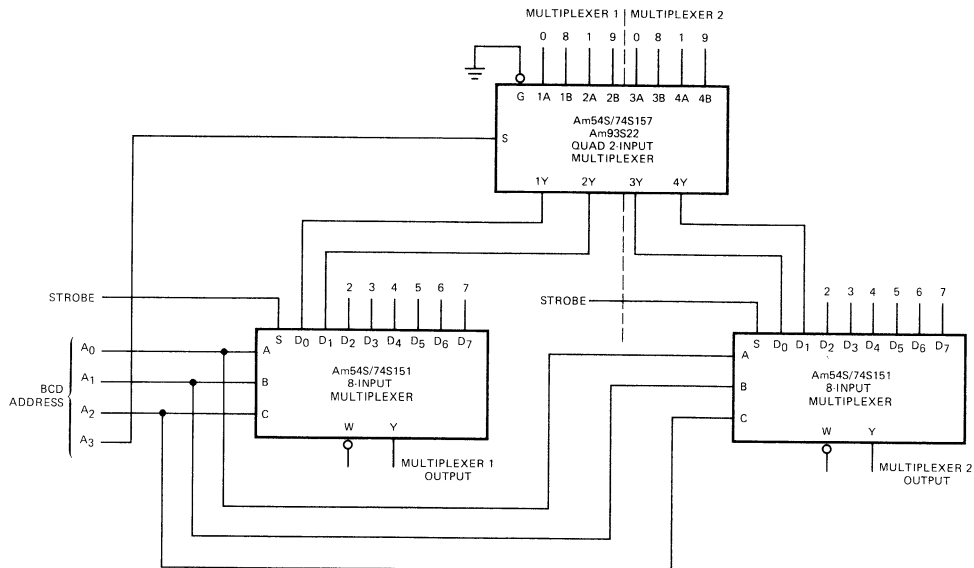 MULTIPLEXER 1 MULTIPLEXER 2
0 8 1 9 0 8 1 9
G 1A 1B 2A 2B 3A 3B 4A 4B
S
Am54S/74S157
Am93S22
QUAD 2-INPUT
MULTIPLEXER
1Y 2Y 3Y 4Y
STROBE
2 3 4 5 6 7
S D0 D1 D2 D3 D4 D5 D6 D7
BCD
ADDRESS
A0
A1
A2
A3
A
B
C
Am54S/74S151
8-INPUT
MULTIPLEXER
W Y
MULTIPLEXER 1
OUTPUT
STROBE
2 3 4 5 6 7
S D0 D1 D2 D3 D4 D5 D6 D7
A
B
C
Am54S/74S151
8-INPUT
MULTIPLEXER
W Y
MULTIPLEXER 2
OUTPUT